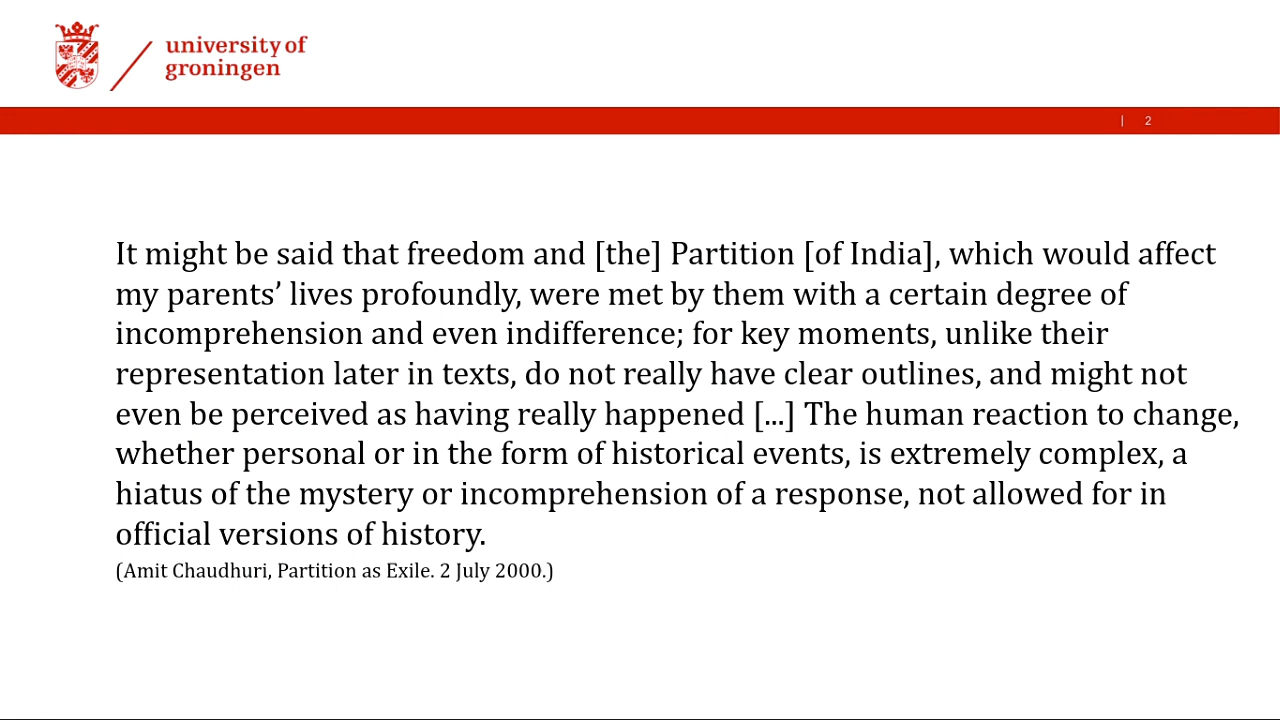 university of
groningen
| 2
It might be said that freedom and [the] Partition [of India], which would affect
my parents’ lives profoundly, were met by them with a certain degree of
incomprehension and even indifference; for key moments, unlike their
representation later in texts, do not really have clear outlines, and might not
even be perceived as having really happened [...] The human reaction to change,
whether personal or in the form of historical events, is extremely complex, a
hiatus of the mystery or incomprehension of a response, not allowed for in
official versions of history.
(Amit Chaudhuri, Partition as Exile. 2 July 2000.)